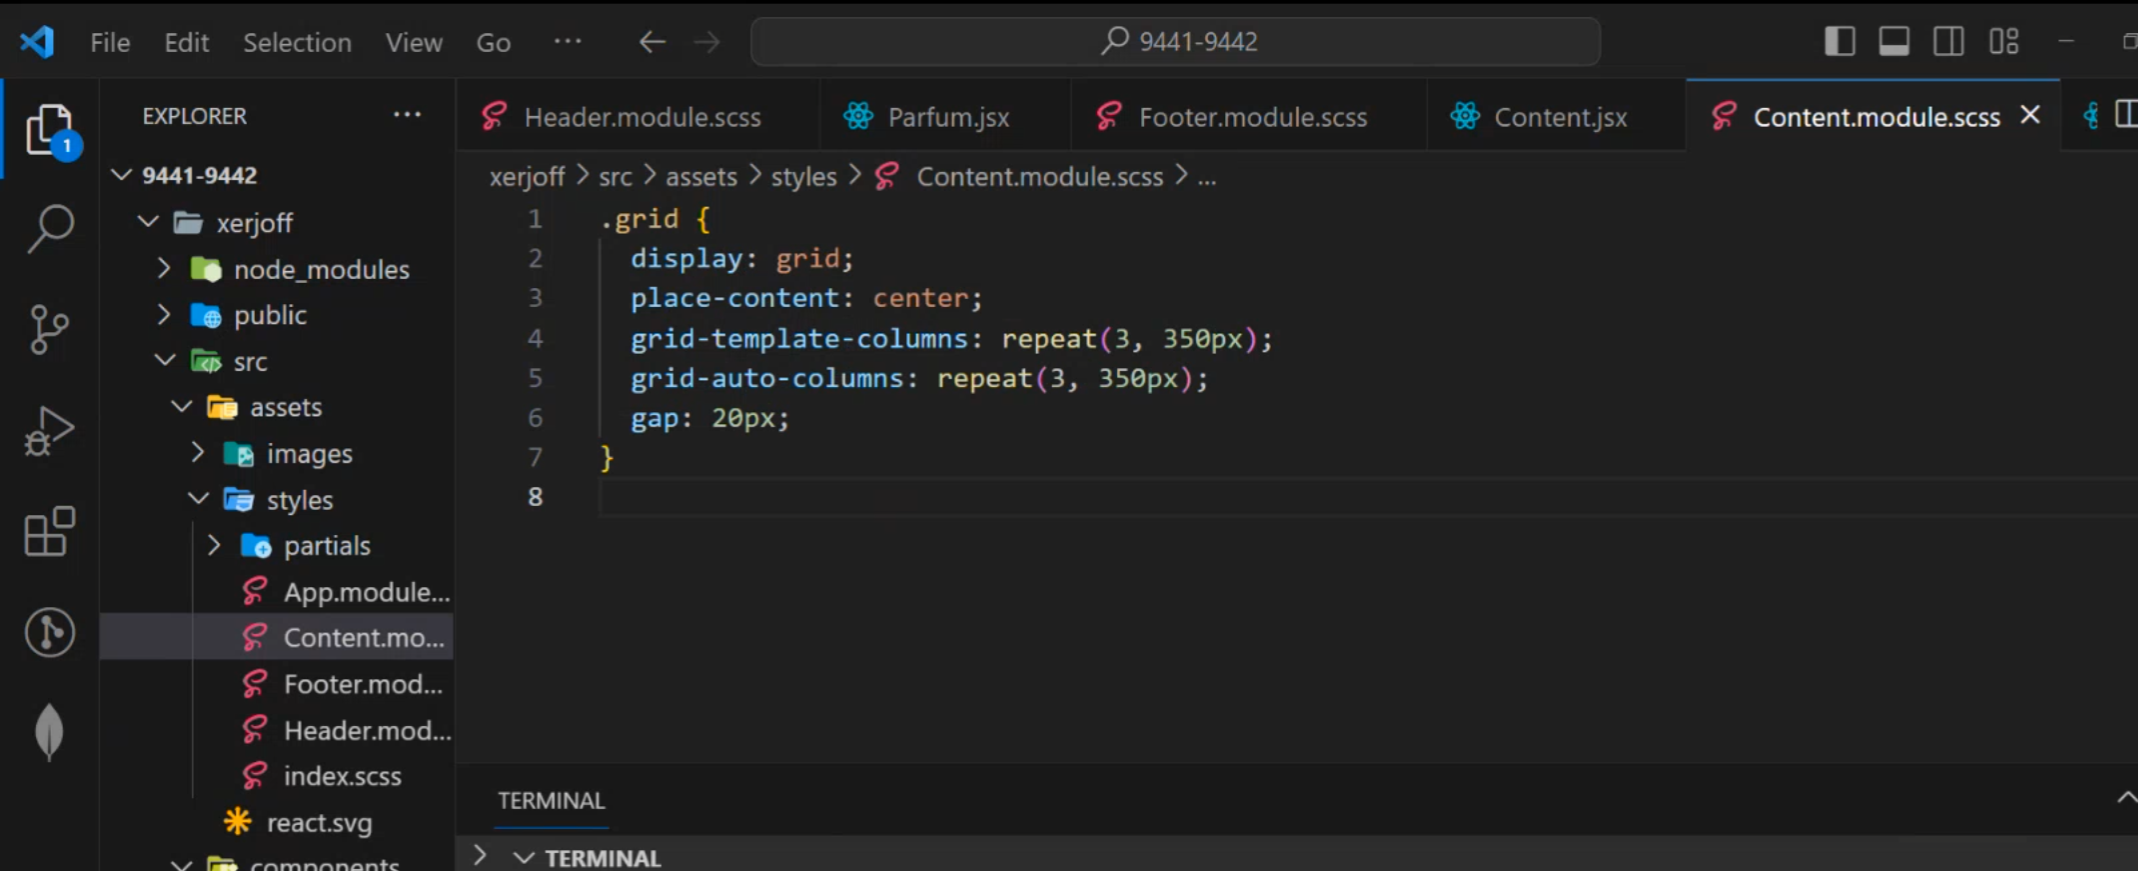 File Edit Selection View Go ··· 9441-9442
EXPLORER ···
Header.module.scss Parfum.jsx Footer.module.scss Content.jsx Content.module.scss
1
9441-9442
xerjoff > src > assets > styles > Content.module.scss > ...
xerjoff
node_modules
public
src
assets
images
styles
partials
App.module...
Content.mo...
Footer.mod...
Header.mod...
index.scss
react.svg
components
1 .grid {
2 display: grid;
3 place-content: center;
4 grid-template-columns: repeat(3, 350px);
5 grid-auto-columns: repeat(3, 350px);
6 gap: 20px;
7 }
8
TERMINAL
TERMINAL